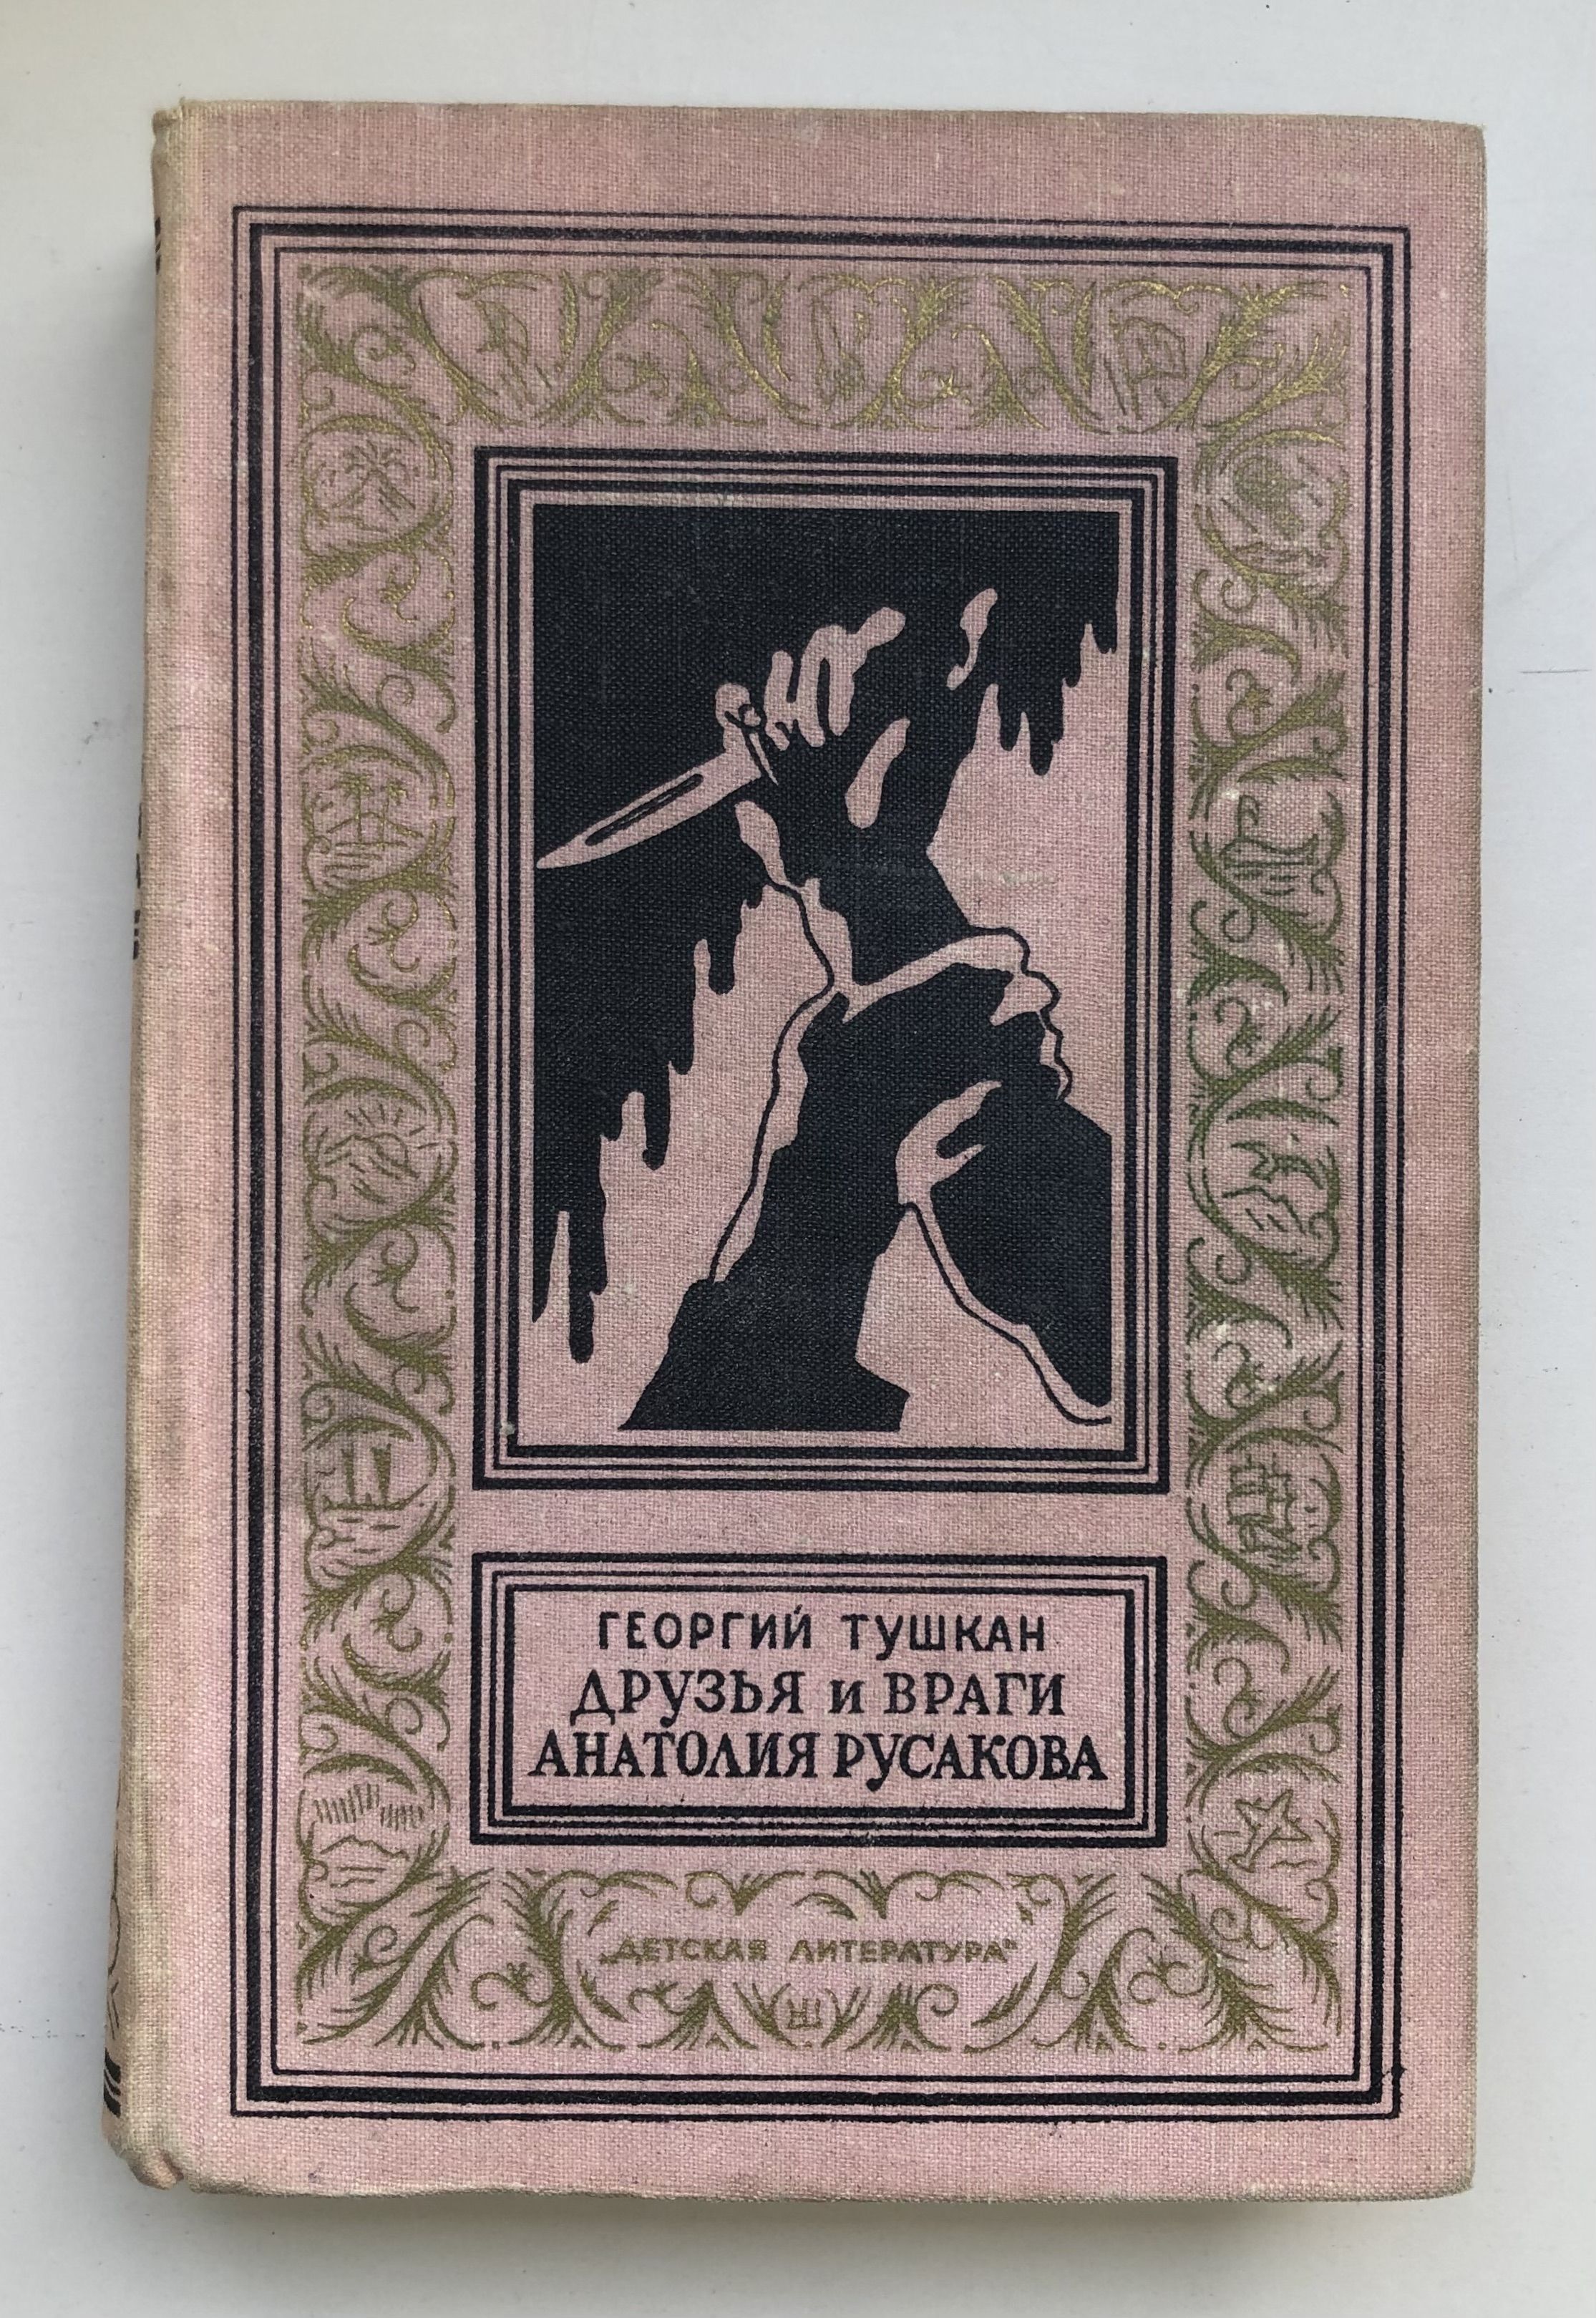 ГЕОРГИЙ ТУШКАН
ДРУЗЬЯ и ВРАГИ
АНАТОЛИЯ РУСАКОВА
„ДЕТСКАЯ ЛИТЕРАТУРА"